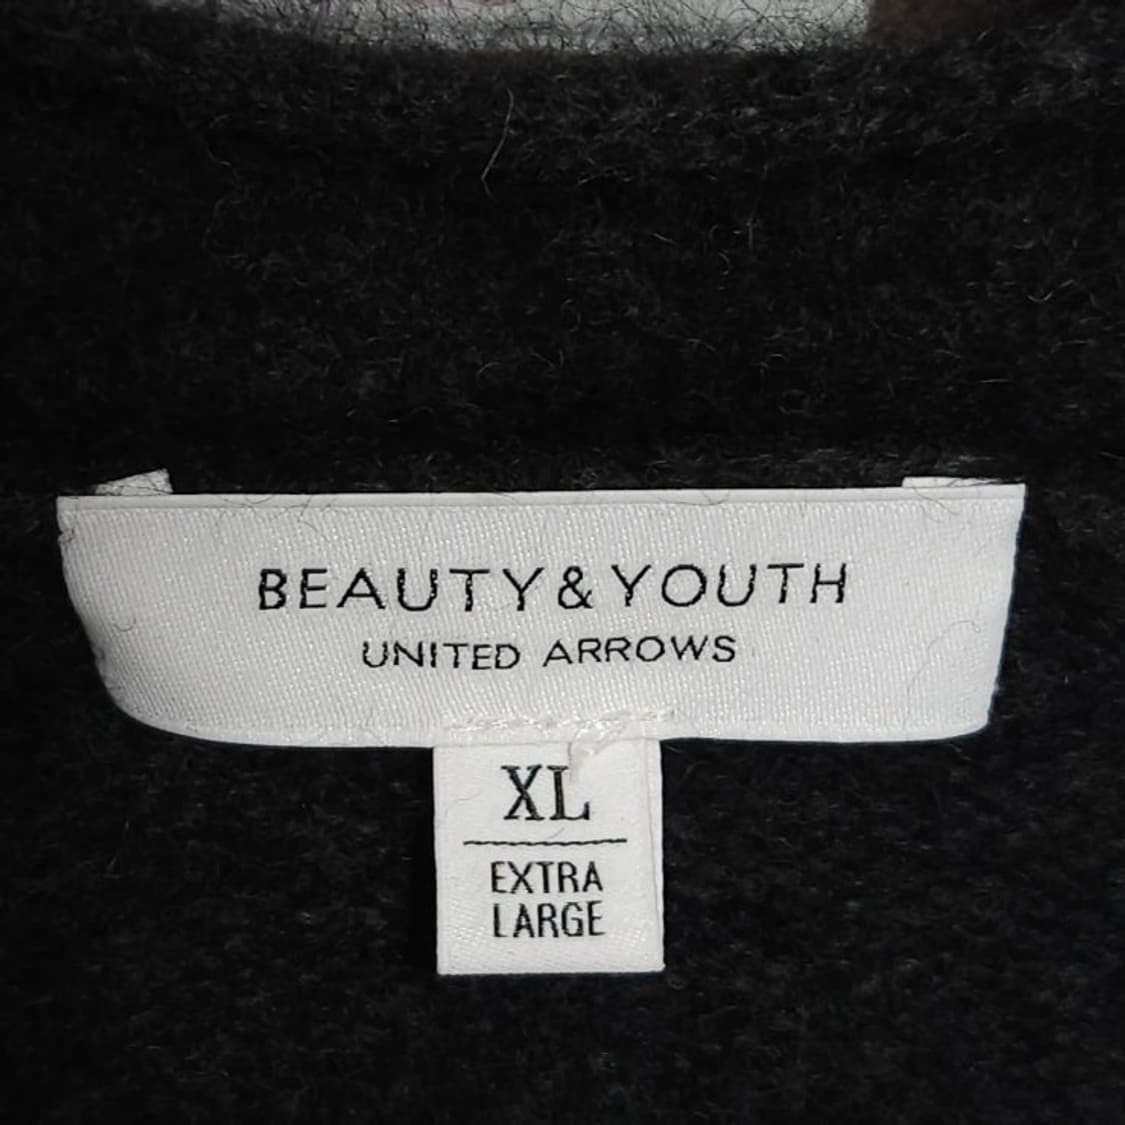 BEAUTY&YOUTH
UNITED ARROWS
XL
EXTRA
LARGE